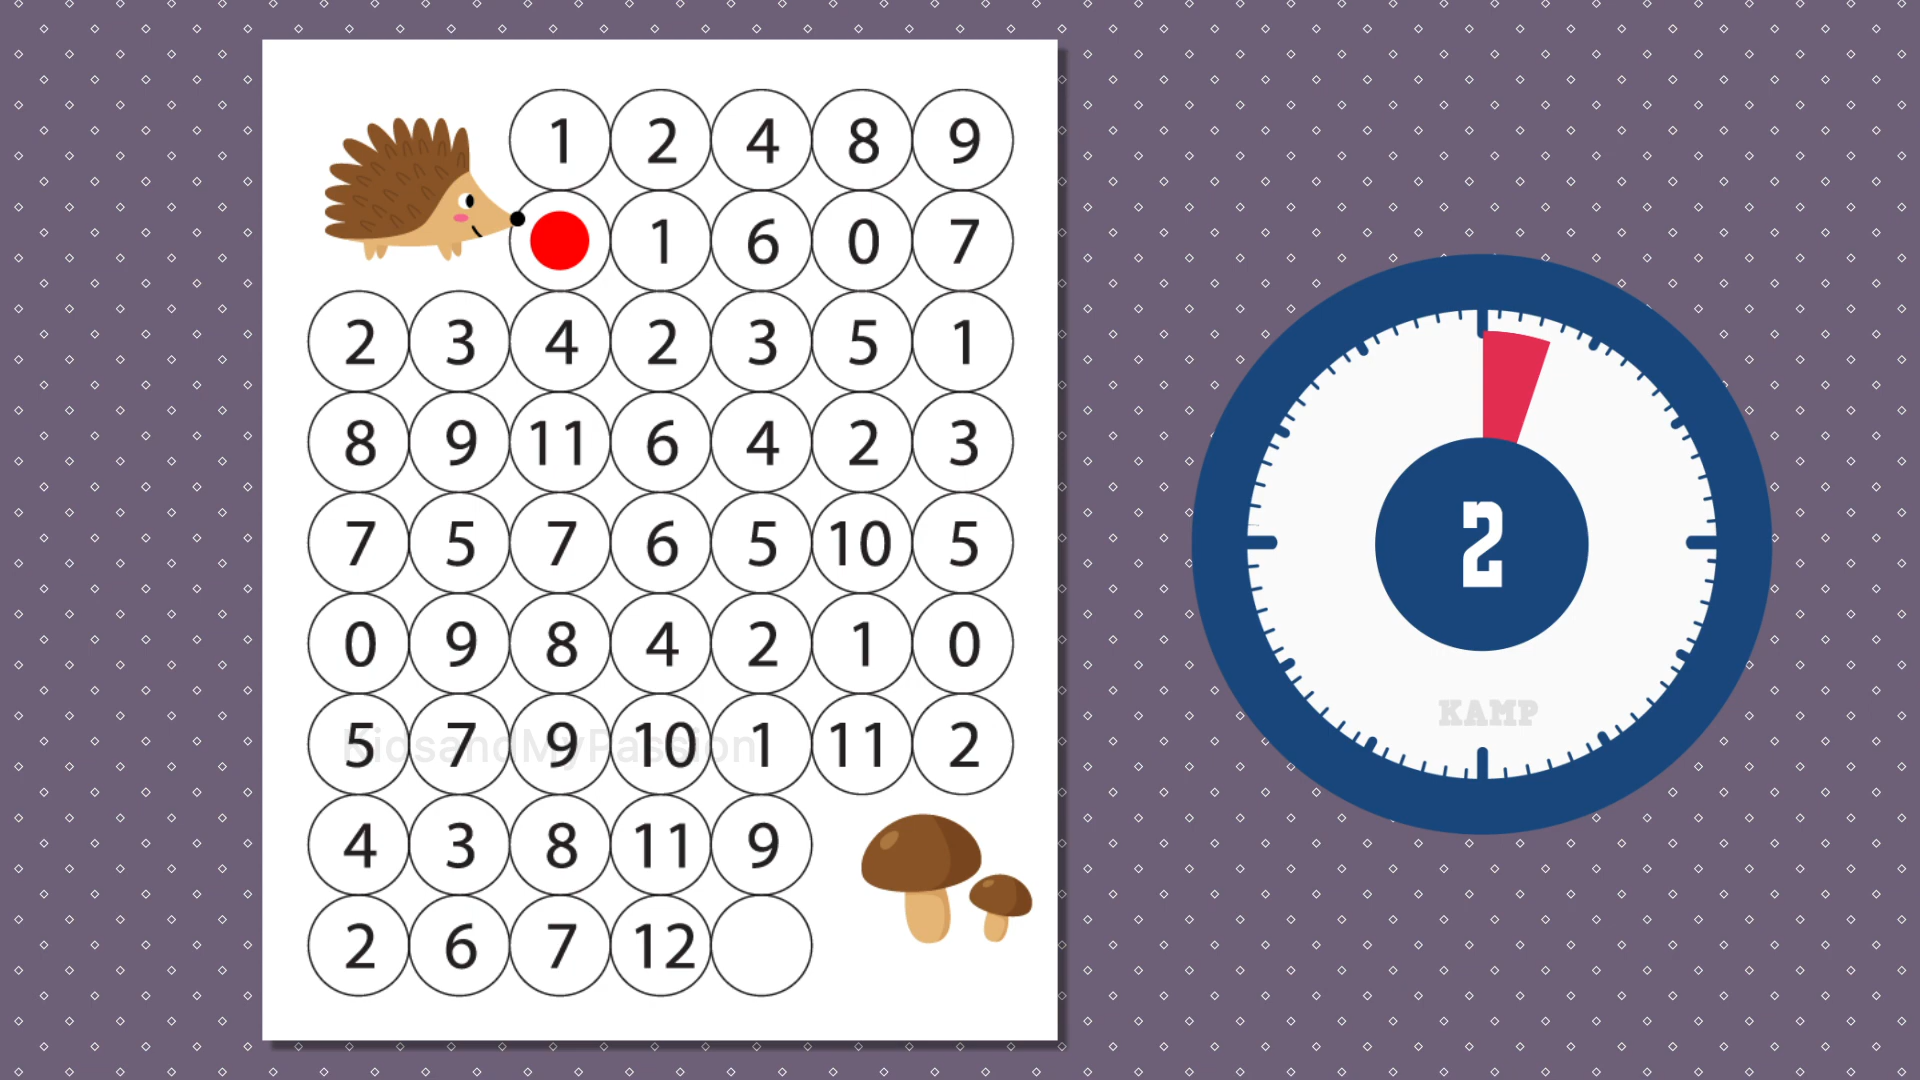 1 2 4 8 9
1 6 0 7
2 3 4 2 3 5 1
8 9 11 6 4 2 3
7 5 7 6 5 10 5
0 9 8 4 2 1 0
5 7 9 10 1 11 2
KidsandMyPassion
4 3 8 11 9
2 6 7 12
2
KAMP